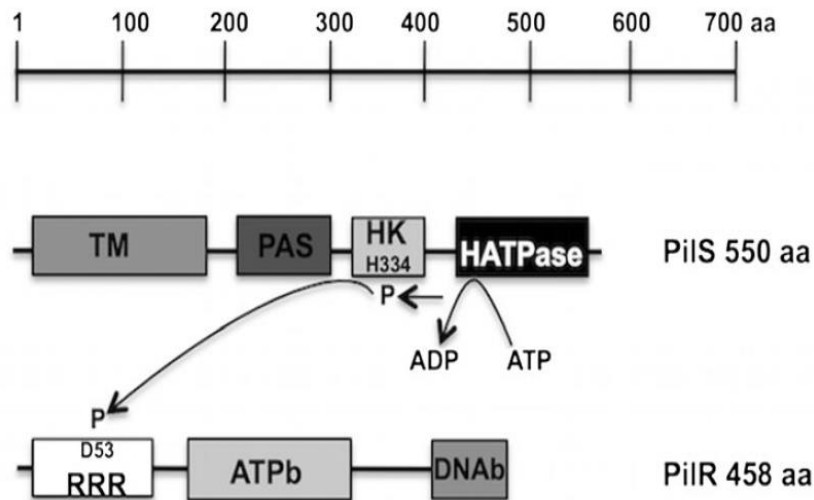 1 100 200 300 400 500 600 700 aa
TM PAS HK HATPase PilS 550 aa
H334
P
ADP ATP
P
D53
RRR ATPb DNAb PilR 458 aa